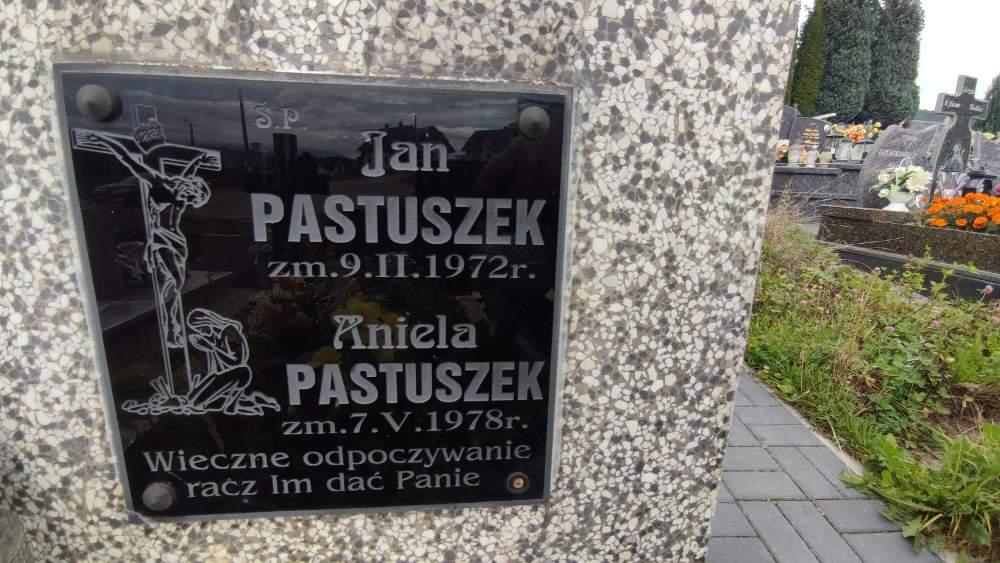 Ś.P.
Jan
PASTUSZEK
zm.9.II.1972r.
Aniela
PASTUSZEK
zm.7.V.1978r.
Wieczne odpoczywanie
racz Im dać Panie